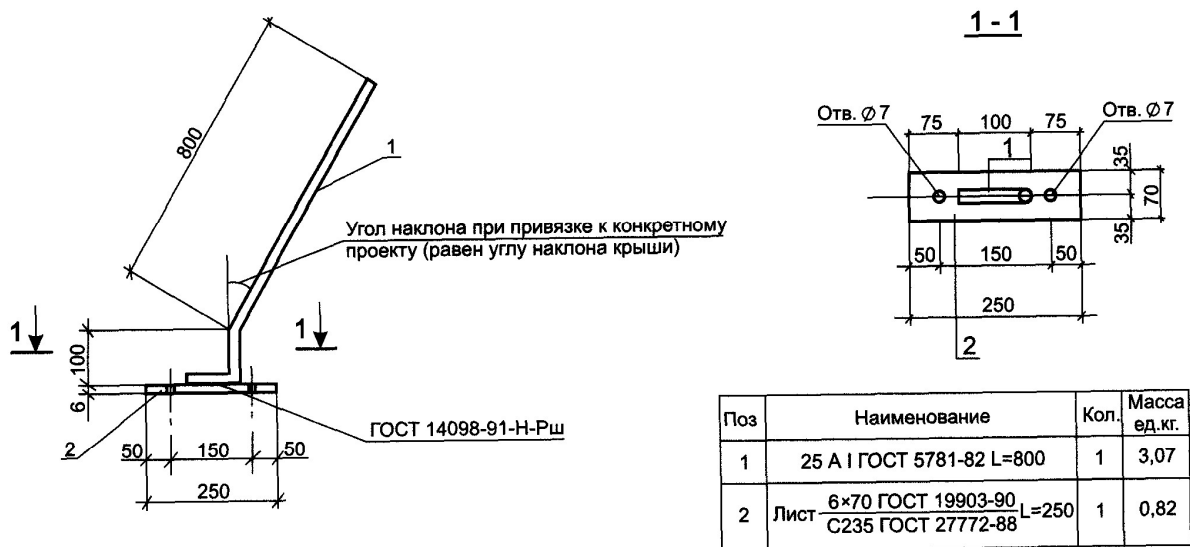 800
1
Угол наклона при привязке к конкретному
проекту (равен углу наклона крыши)
1
1
100
6
2
ГОСТ 14098-91-Н-Рш
50
150
50
250
1 - 1
Отв. ∅ 7
Отв. ∅ 7
75
100
75
1
35
70
35
50
150
250
2
Поз
Наименование
Кол.
Масса
ед.кг.
1
25 А I ГОСТ 5781-82 L=800
1
3,07
2
Лист 6×70 ГОСТ 19903-90 L=250
С235 ГОСТ 27772-88
1
0,82